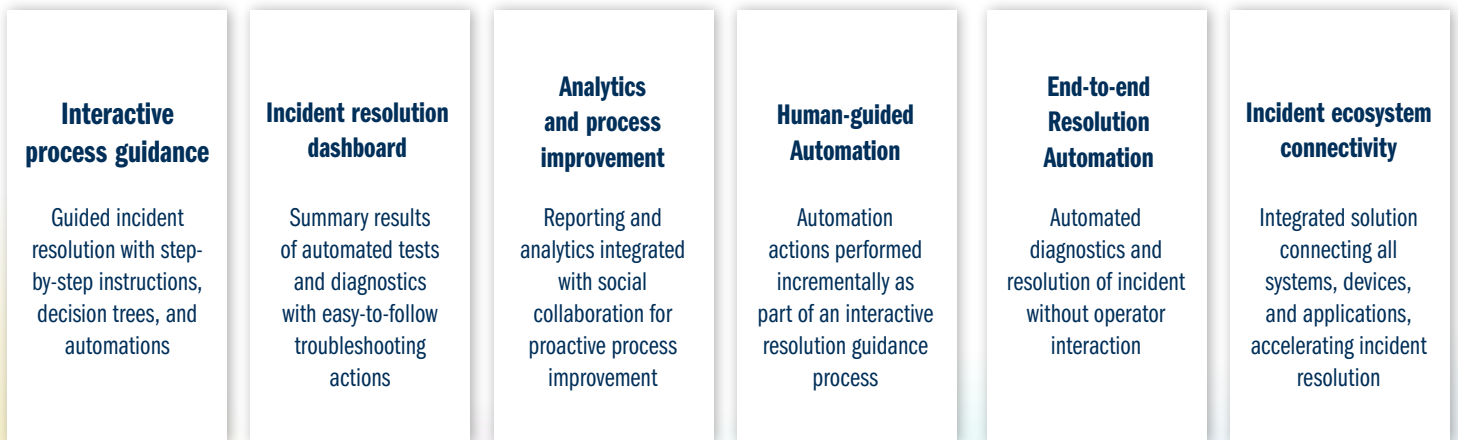 Interactive
process guidance
Guided incident
resolution with step-
by-step instructions,
decision trees, and
automations
Incident resolution
dashboard
Summary results
of automated tests
and diagnostics
with easy-to-follow
troubleshooting
actions
Analytics
and process
improvement
Reporting and
analytics integrated
with social
collaboration for
proactive process
improvement
Human-guided
Automation
Automation
actions performed
incrementally as
part of an interactive
resolution guidance
process
End-to-end
Resolution
Automation
Automated
diagnostics and
resolution of incident
without operator
interaction
Incident ecosystem
connectivity
Integrated solution
connecting all
systems, devices,
and applications,
accelerating incident
resolution